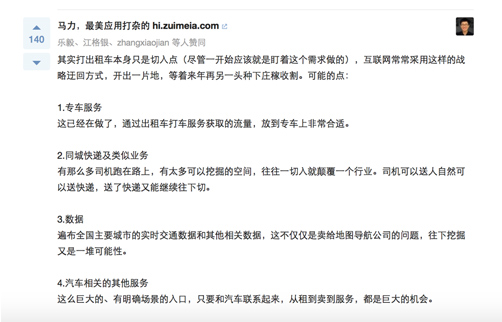 马力，最美应用打杂的 hi.zuimeia.com
140
乐毅、江格银、zhangxiaojian 等人赞同
其实打出租车本身只是切入点（尽管一开始应该就是盯着这个需求做的），互联网常常采用这样的战
略迂回方式，开出一片地，等着来年再另一头种下庄稼收割。可能的点：
1.专车服务
这已经在做了，通过出租车打车服务获取的流量，放到专车上非常合适。
2.同城快递及类似业务
有那么多司机跑在路上，有太多可以挖掘的空间，往往一切入就颠覆一个行业。司机可以送人自然可
以送快递，送了快递又能继续往下切。
3.数据
遍布全国主要城市的实时交通数据和其他相关数据，这不仅仅是卖给地图导航公司的问题，往下挖掘
又是一堆可能性。
4.汽车相关的其他服务
这么巨大的、有明确场景的入口，只要和汽车联系起来，从租到卖到服务，都是巨大的机会。